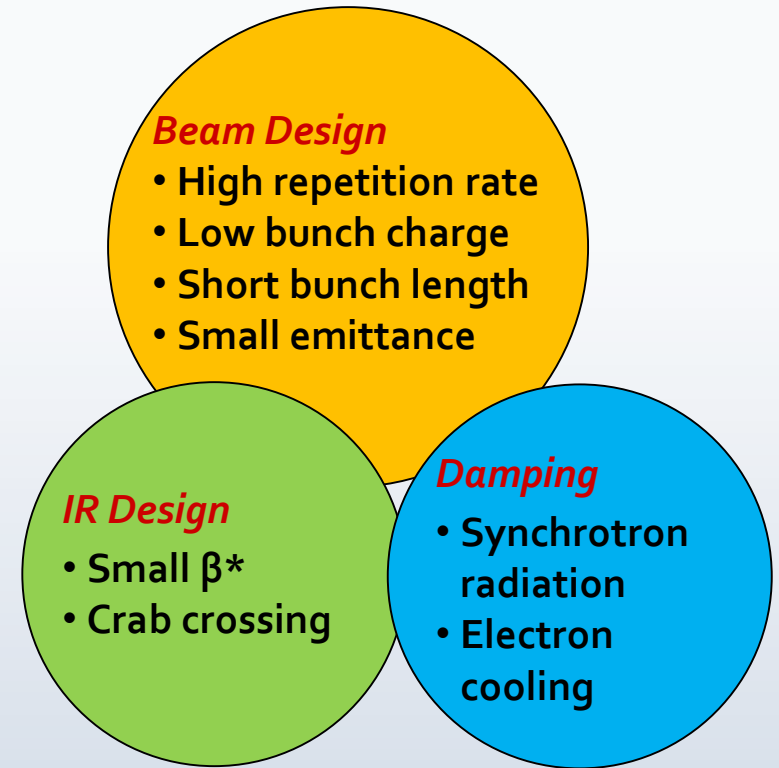 Beam Design
• High repetition rate
• Low bunch charge
• Short bunch length
• Small emittance
IR Design
• Small β*
• Crab crossing
Damping
• Synchrotron
radiation
• Electron
cooling